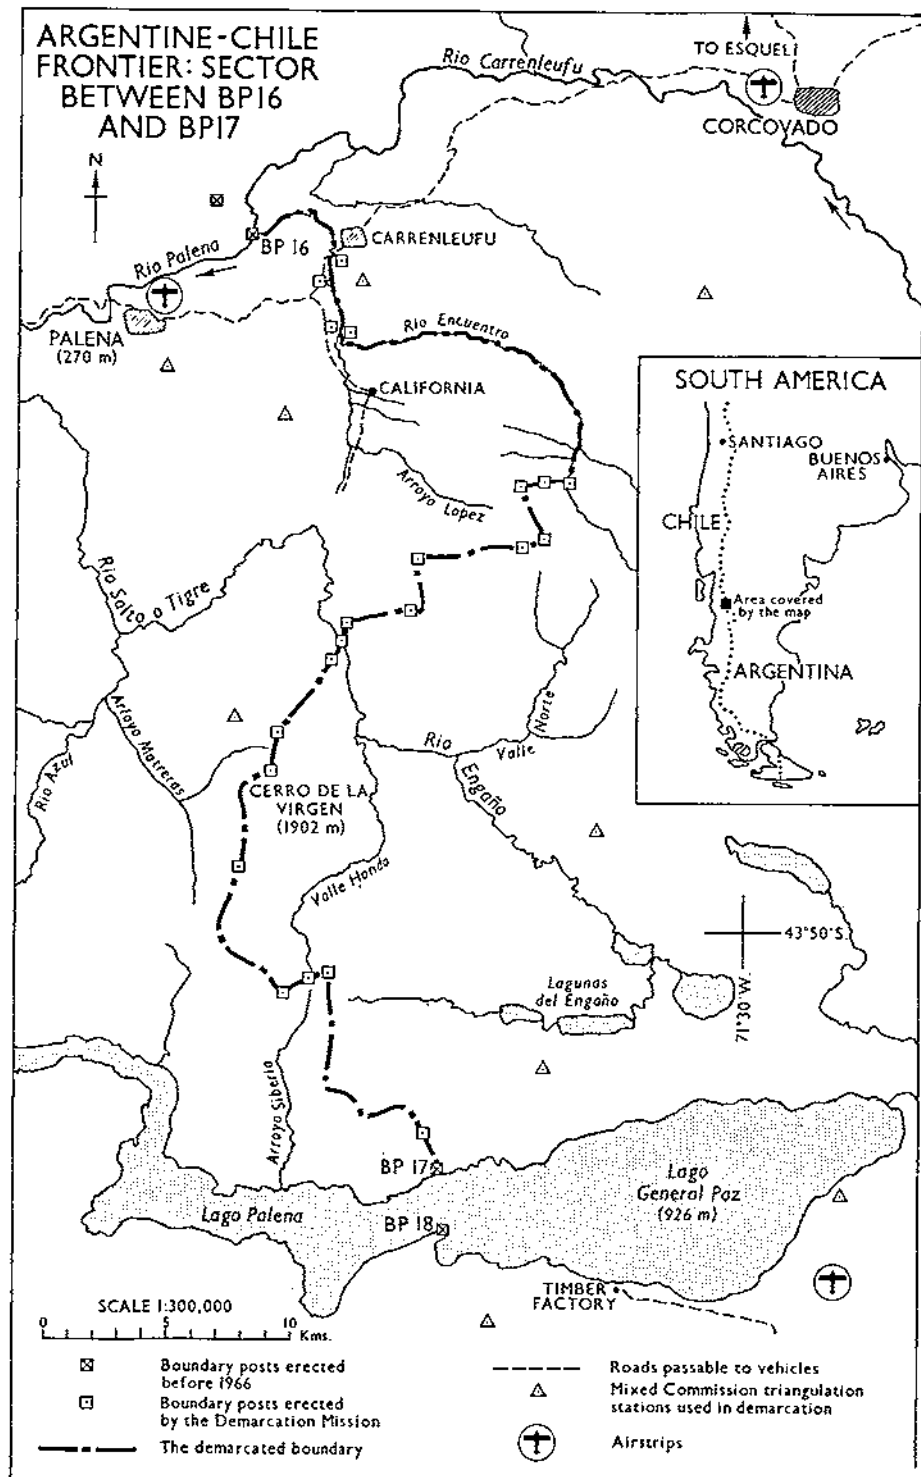 ARGENTINE-CHILE
FRONTIER: SECTOR
BETWEEN BP16
AND BP17
N
Rio Carrenleufu
TO ESQUEL
CORCOVADO
BP 16
CARRENLEUFU
Rio Palena
PALENA
(270 m)
Rio Encuentro
CALIFORNIA
Arroyo Lopez
SOUTH AMERICA
SANTIAGO
BUENOS
AIRES
CHILE
Area covered
by the map
ARGENTINA
Rio Salto o Tigre
Arroyo Matreras
Rio Azul
Rio
Engaño
Valle
Norte
CERRO DE LA
VIRGEN
(1902 m)
Valle Honda
43°50'S.
71°30'W.
Lagunas
del Engaño
Arroyo Siberia
BP 17
Lago
General Paz
(926 m)
Lago Palena
BP 18
TIMBER
FACTORY
SCALE 1:300,000
0 5 10
Kms.
Boundary posts erected
before 1966
Boundary posts erected
by the Demarcation Mission
The demarcated boundary
Roads passable to vehicles
Mixed Commission triangulation
stations used in demarcation
Airstrips